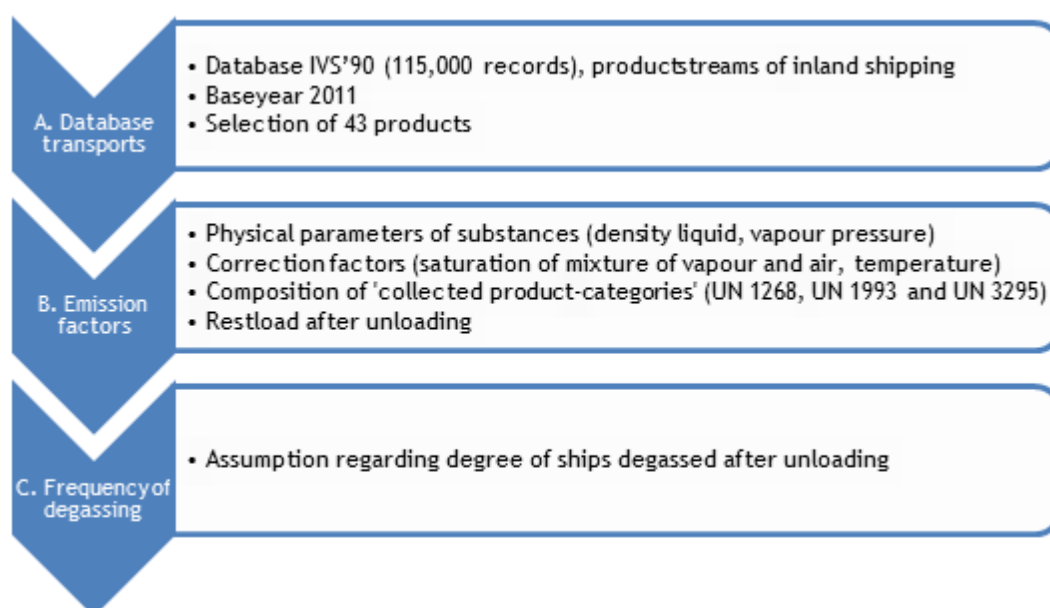 A. Database
transports
• Database IVS'90 (115,000 records), productstreams of inland shipping
• Baseyear 2011
• Selection of 43 products
B. Emission
factors
• Physical parameters of substances (density liquid, vapour pressure)
• Correction factors (saturation of mixture of vapour and air, temperature)
• Composition of 'collected product-categories' (UN 1268, UN 1993 and UN 3295)
• Restload after unloading
C. Frequency of
degassing
• Assumption regarding degree of ships degassed after unloading